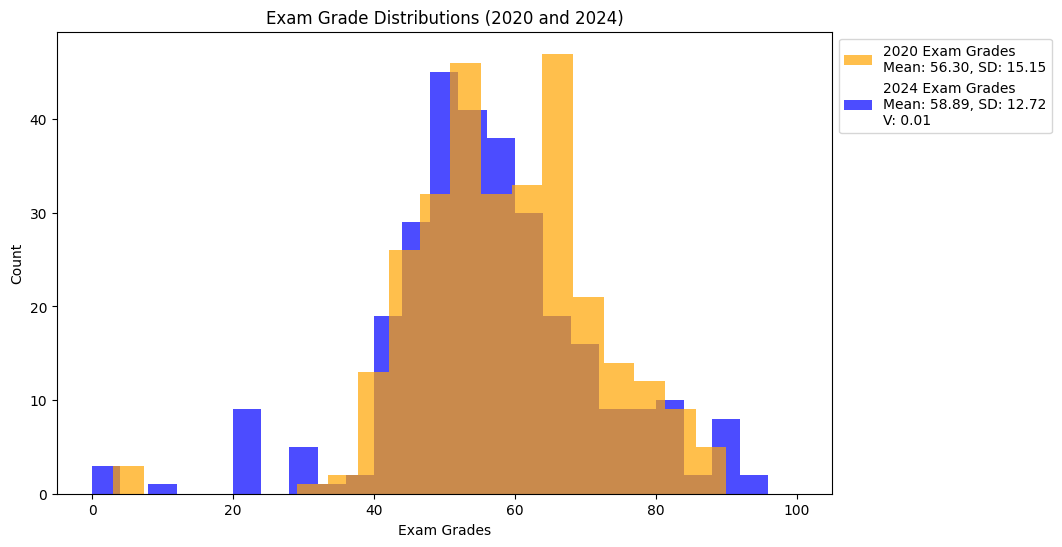 Exam Grade Distributions (2020 and 2024)
2020 Exam Grades
Mean: 56.30, SD: 15.15
2024 Exam Grades
Mean: 58.89, SD: 12.72
V: 0.01
Count
40
30
20
10
0
0
20
40
60
80
100
Exam Grades